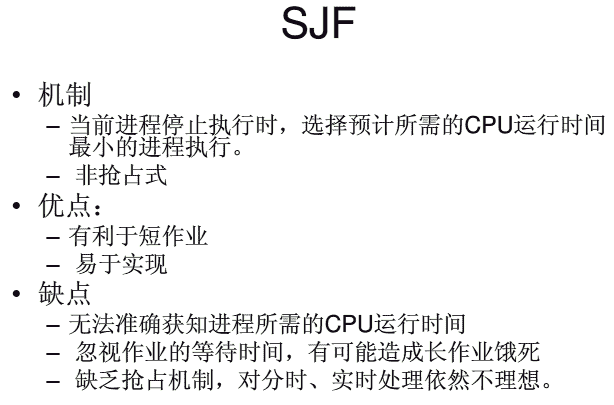 SJF
• 机制
– 当前进程停止执行时，选择预计所需的CPU运行时间
最小的进程执行。
– 非抢占式
• 优点：
– 有利于短作业
– 易于实现
• 缺点
– 无法准确获知进程所需的CPU运行时间
– 忽视作业的等待时间，有可能造成长作业饿死
– 缺乏抢占机制，对分时、实时处理依然不理想。